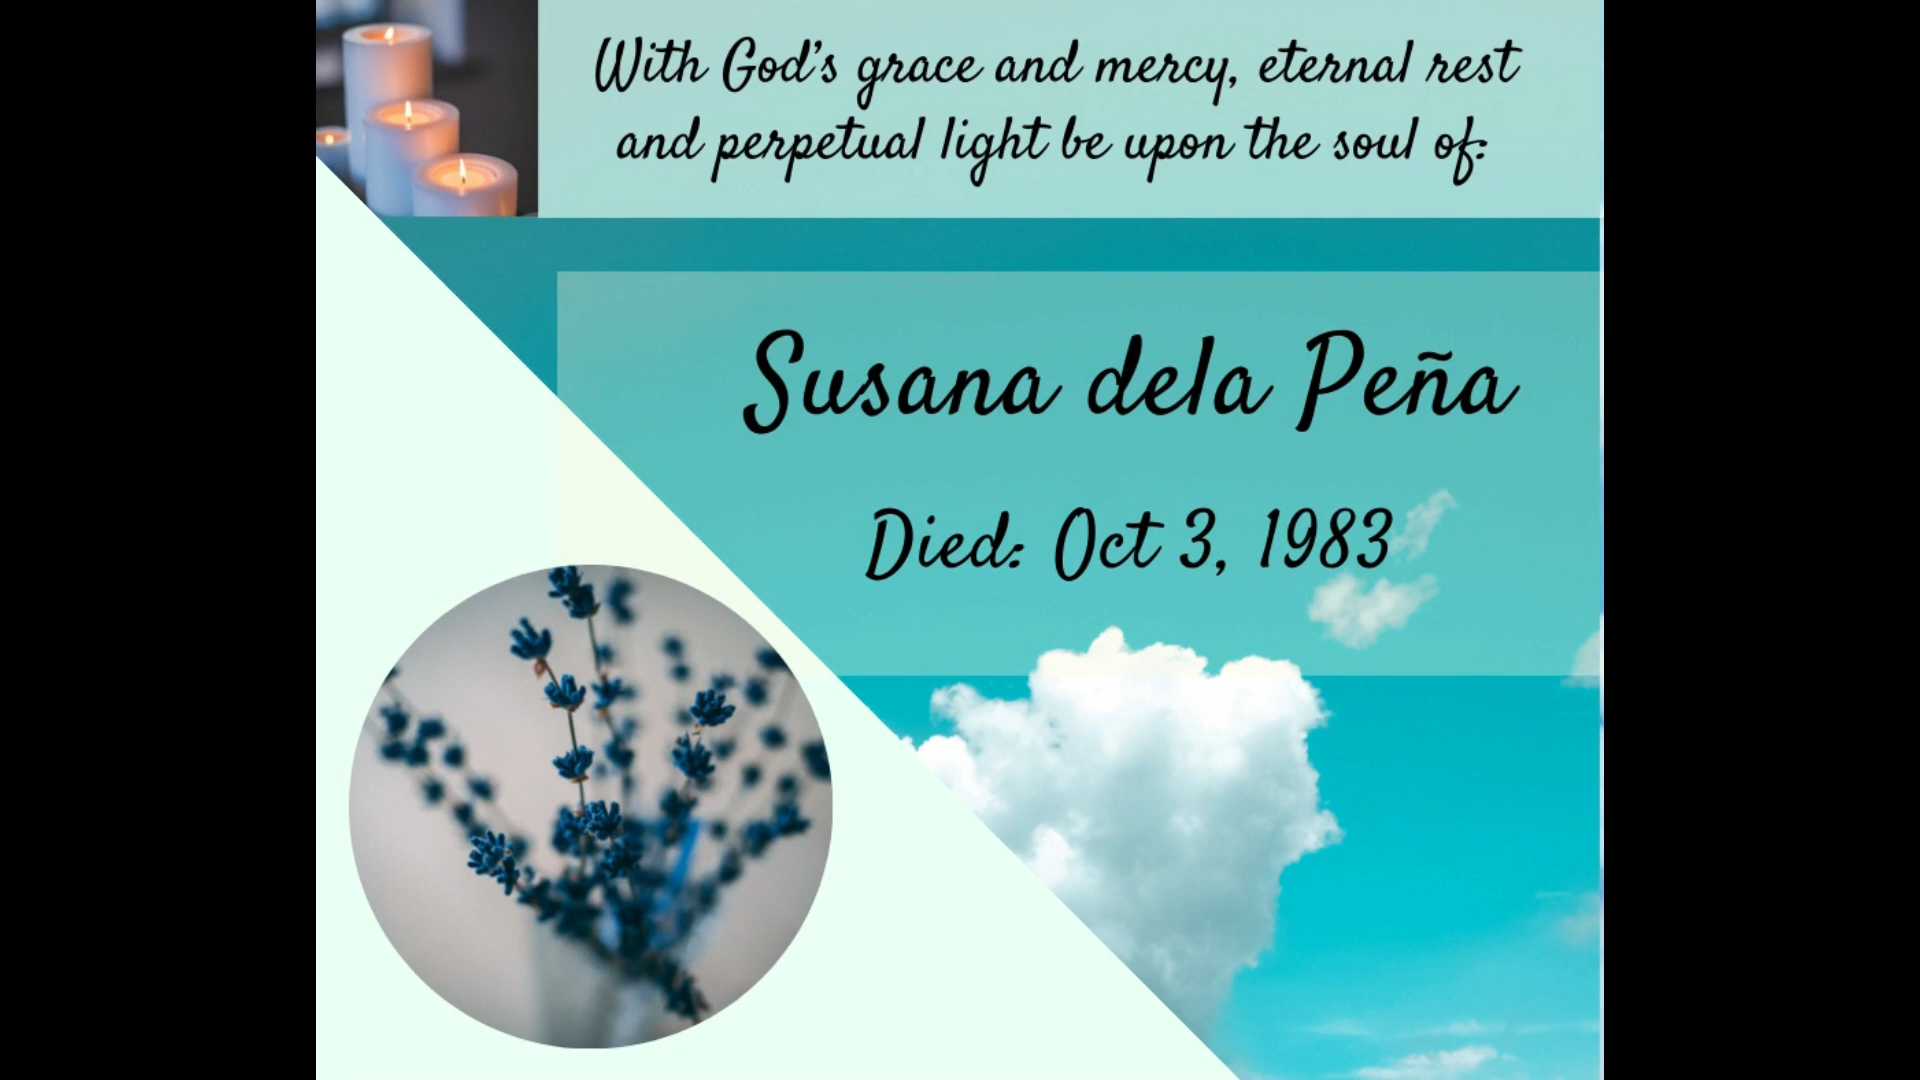 With God's grace and mercy, eternal rest
and perpetual light be upon the soul of:
Susana dela Peña
Died: Oct 3, 1983